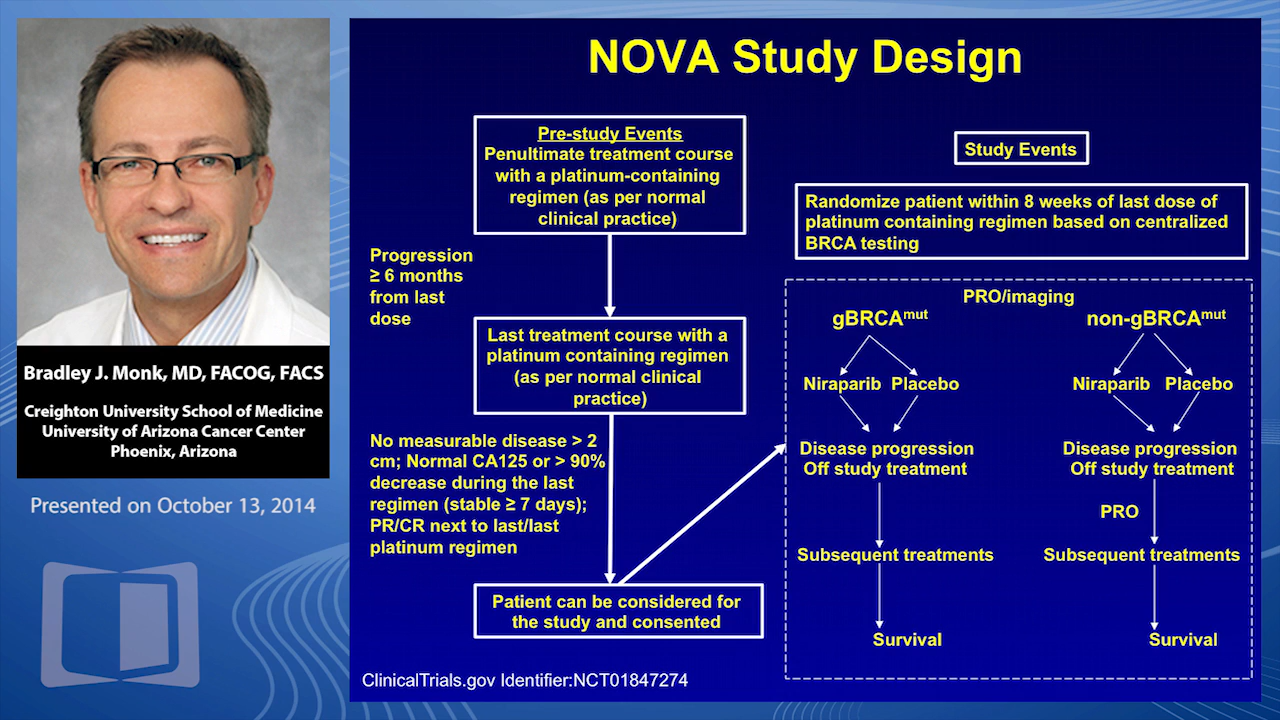 NOVA Study Design
Pre-study Events
Penultimate treatment course
with a platinum-containing
regimen (as per normal
clinical practice)
Progression
≥ 6 months
from last
dose
Last treatment course with a
platinum containing regimen
(as per normal clinical
practice)
No measurable disease > 2
cm; Normal CA125 or > 90%
decrease during the last
regimen (stable ≥ 7 days);
PR/CR next to last/last
platinum regimen
Patient can be considered for
the study and consented
Study Events
Randomize patient within 8 weeks of last dose of
platinum containing regimen based on centralized
BRCA testing
PRO/imaging
gBRCAmut
non-gBRCAmut
Niraparib Placebo
Niraparib Placebo
Disease progression
Off study treatment
Disease progression
Off study treatment
PRO
Subsequent treatments
Subsequent treatments
Survival
Survival
ClinicalTrials.gov Identifier:NCT01847274
Bradley J. Monk, MD, FACOG, FACS
Creighton University School of Medicine
University of Arizona Cancer Center
Phoenix, Arizona
Presented on October 13, 2014